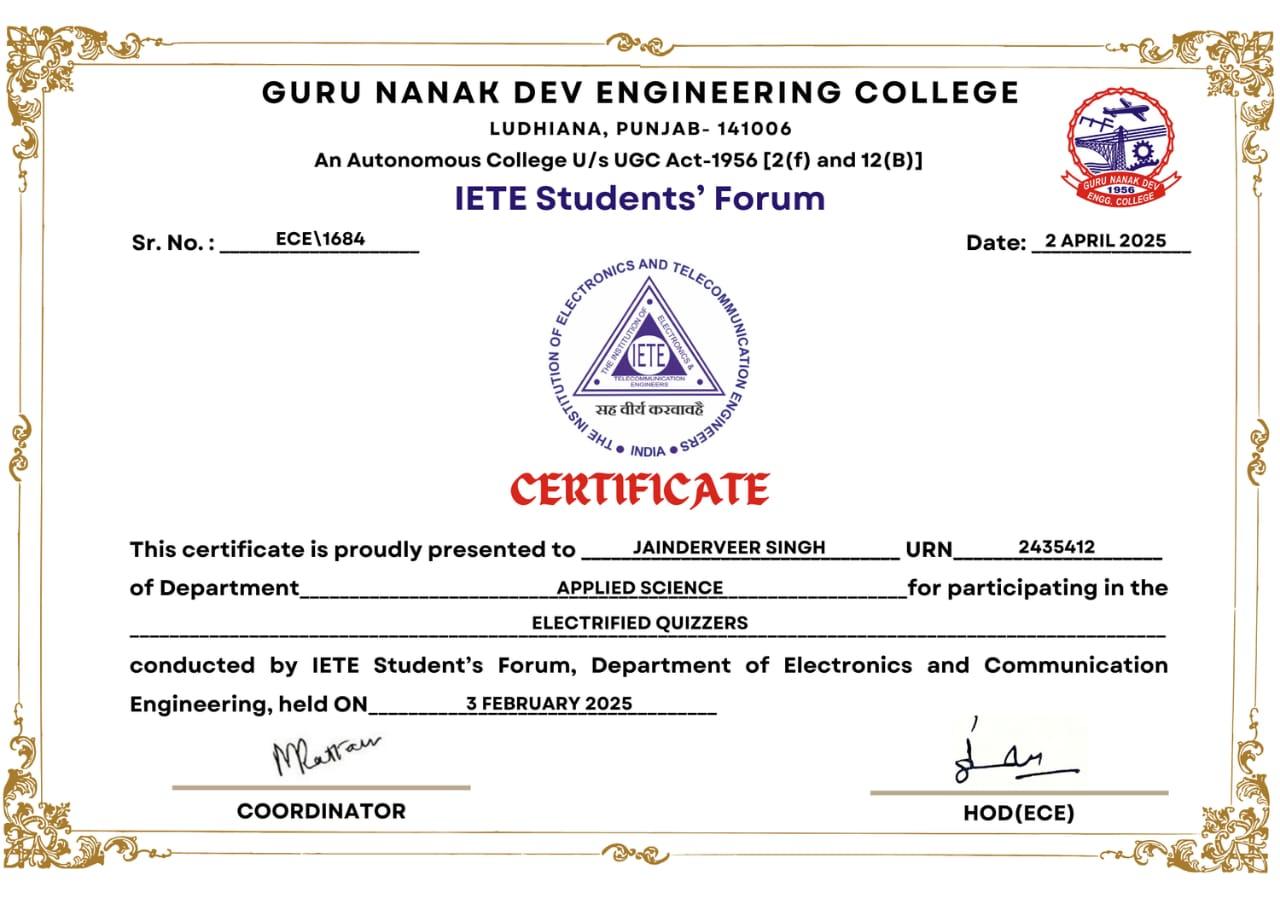 GURU NANAK DEV ENGINEERING COLLEGE
LUDHIANA, PUNJAB- 141006
An Autonomous College U/s UGC Act-1956 [2(f) and 12(B)]
IETE Students’ Forum
GURU NANAK DEV
1956
ENGG. COLLEGE
Sr. No. : ECE\1684
Date: 2 APRIL 2025
THE INSTITUTION OF ELECTRONICS AND TELECOMMUNICATION ENGINEERS
• INDIA •
THE INSTITUTION OF
ELECTRONICS &
TELECOMMUNICATION
ENGINEERS
IETE
सह वीर्य करवावहै
CERTIFICATE
This certificate is proudly presented to JAINDERVEER SINGH URN 2435412
of Department APPLIED SCIENCE for participating in the
ELECTRIFIED QUIZZERS
conducted by IETE Student’s Forum, Department of Electronics and Communication
Engineering, held ON 3 FEBRUARY 2025
COORDINATOR
HOD(ECE)